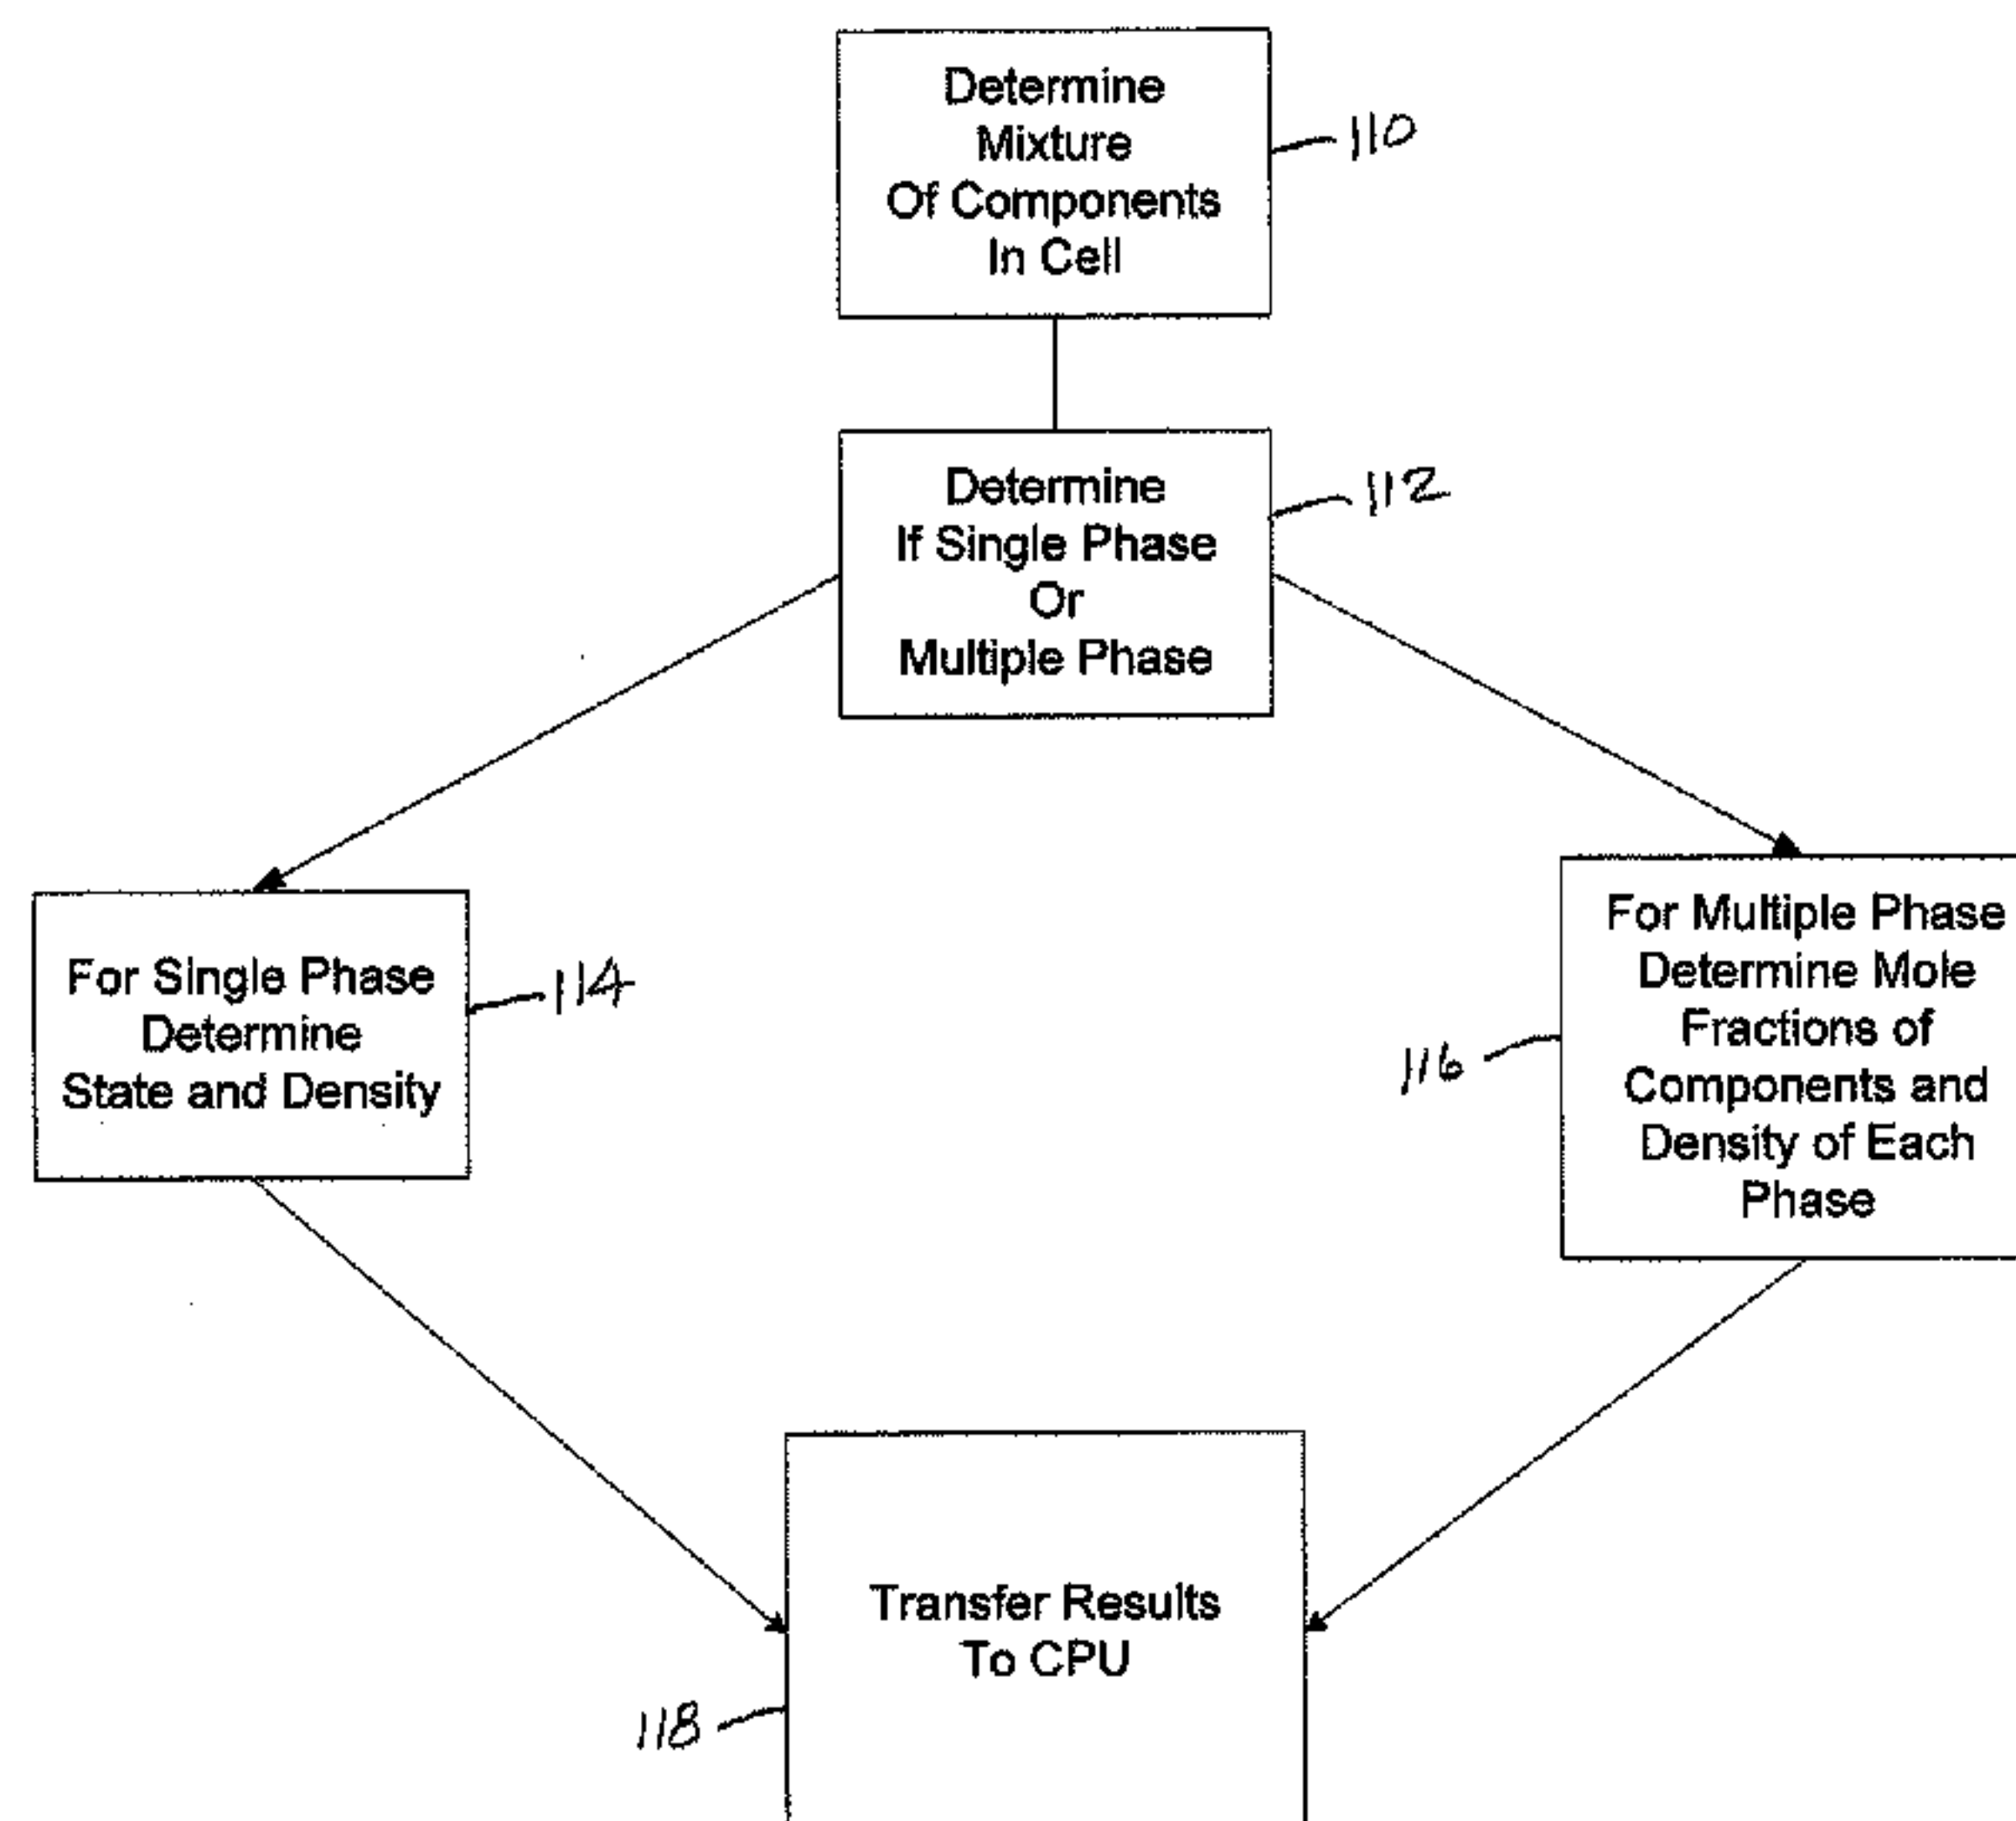 Determine
Mixture
Of Components
In Cell
110
Determine
If Single Phase
Or
Multiple Phase
112
For Single Phase
Determine
State and Density
114
For Multiple Phase
Determine Mole
Fractions of
Components and
Density of Each
Phase
116
Transfer Results
To CPU
118